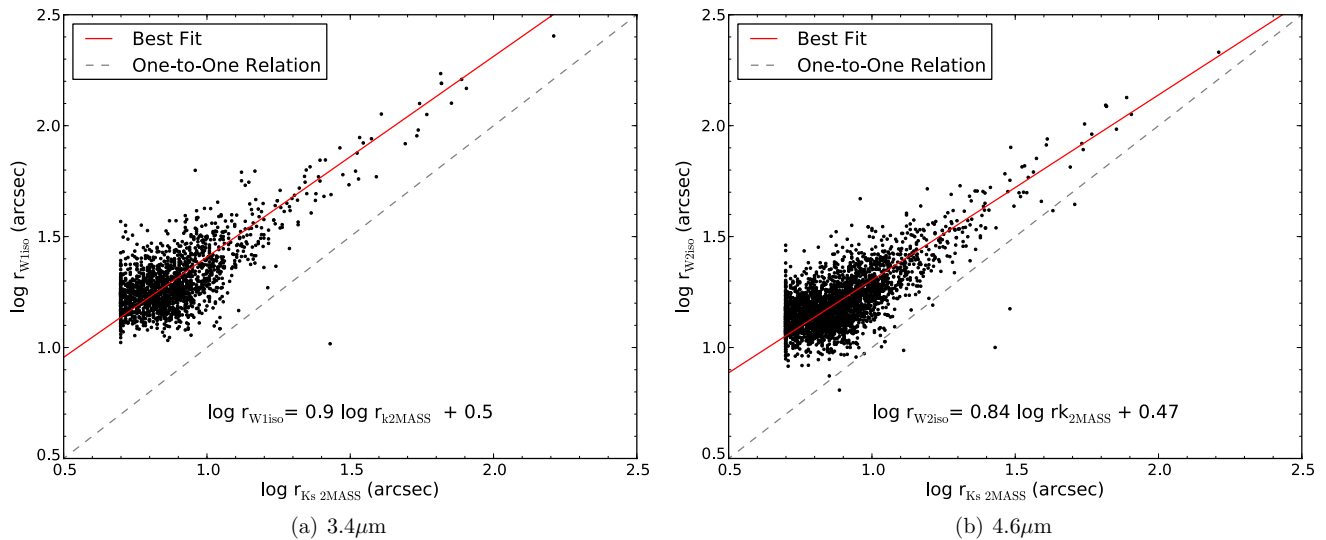 Best Fit
One-to-One Relation
2.5
2.0
1.5
1.0
0.5
log r_W1iso (arcsec)
log r_W1iso= 0.9 log r_k2MASS + 0.5
0.5 1.0 1.5 2.0 2.5
log r_Ks 2MASS (arcsec)
(a) 3.4μm
Best Fit
One-to-One Relation
2.5
2.0
1.5
1.0
0.5
log r_W2iso (arcsec)
log r_W2iso = 0.84 log rk_2MASS + 0.47
0.5 1.0 1.5 2.0 2.5
log r_Ks 2MASS (arcsec)
(b) 4.6μm